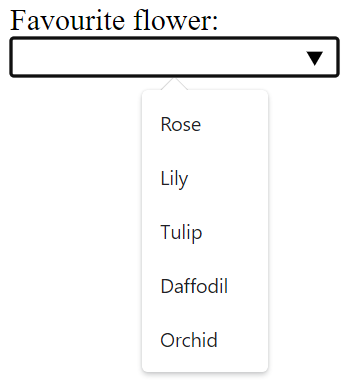 Favourite flower:
Rose
Lily
Tulip
Daffodil
Orchid